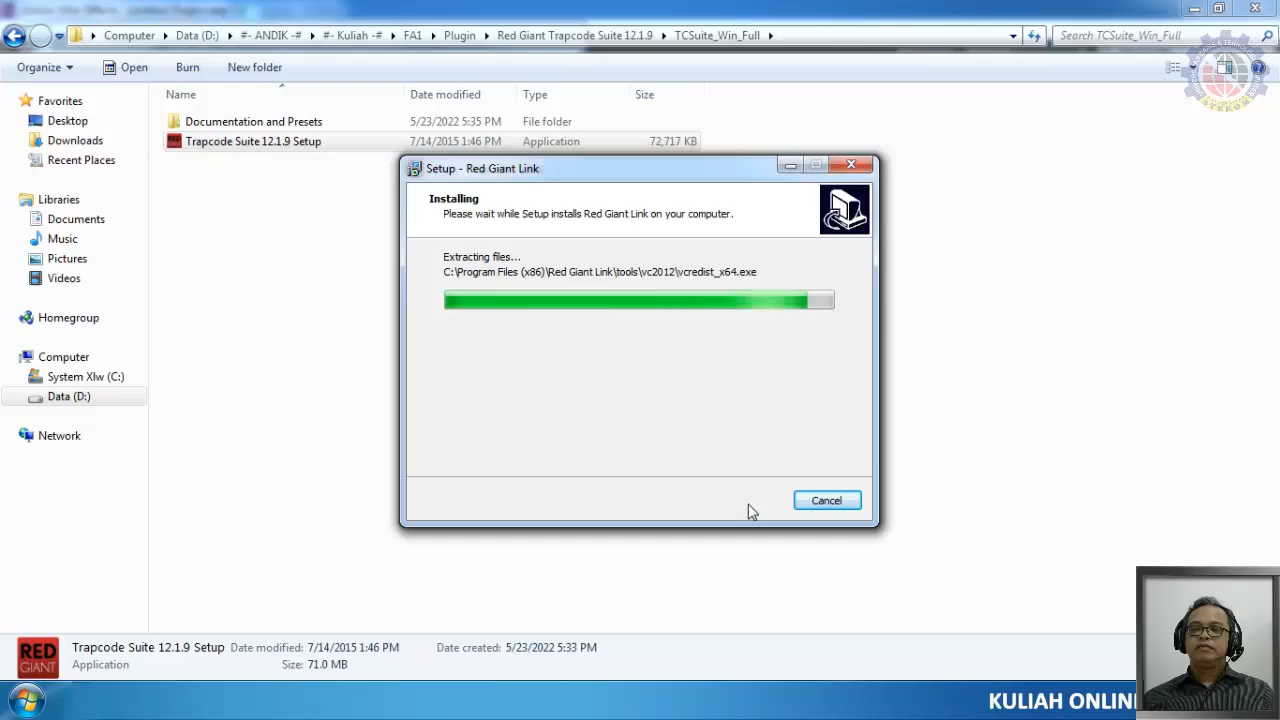 Computer Data (D:) #- ANDIK -# #- Kuliah -# FA1 Plugin Red Giant Trapcode Suite 12.1.9 TCSuite_Win_Full
Search TCSuite_Win_Full
Organize Open Burn New folder
Name Date modified Type Size
Favorites
Desktop
Downloads
Recent Places
Libraries
Documents
Music
Pictures
Videos
Homegroup
Computer
System Xlw (C:)
Data (D:)
Network
Documentation and Presets 5/23/2022 5:35 PM File folder
Trapcode Suite 12.1.9 Setup 7/14/2015 1:46 PM Application 72,717 KB
Setup - Red Giant Link
Installing
Please wait while Setup installs Red Giant Link on your computer.
Extracting files...
C:\Program Files (x86)\Red Giant Link\tools\vc2012\vcredist_x64.exe
Cancel
RED
GIANT
Trapcode Suite 12.1.9 Setup Date modified: 7/14/2015 1:46 PM Date created: 5/23/2022 5:33 PM
Application Size: 71.0 MB
KULIAH ONLINE